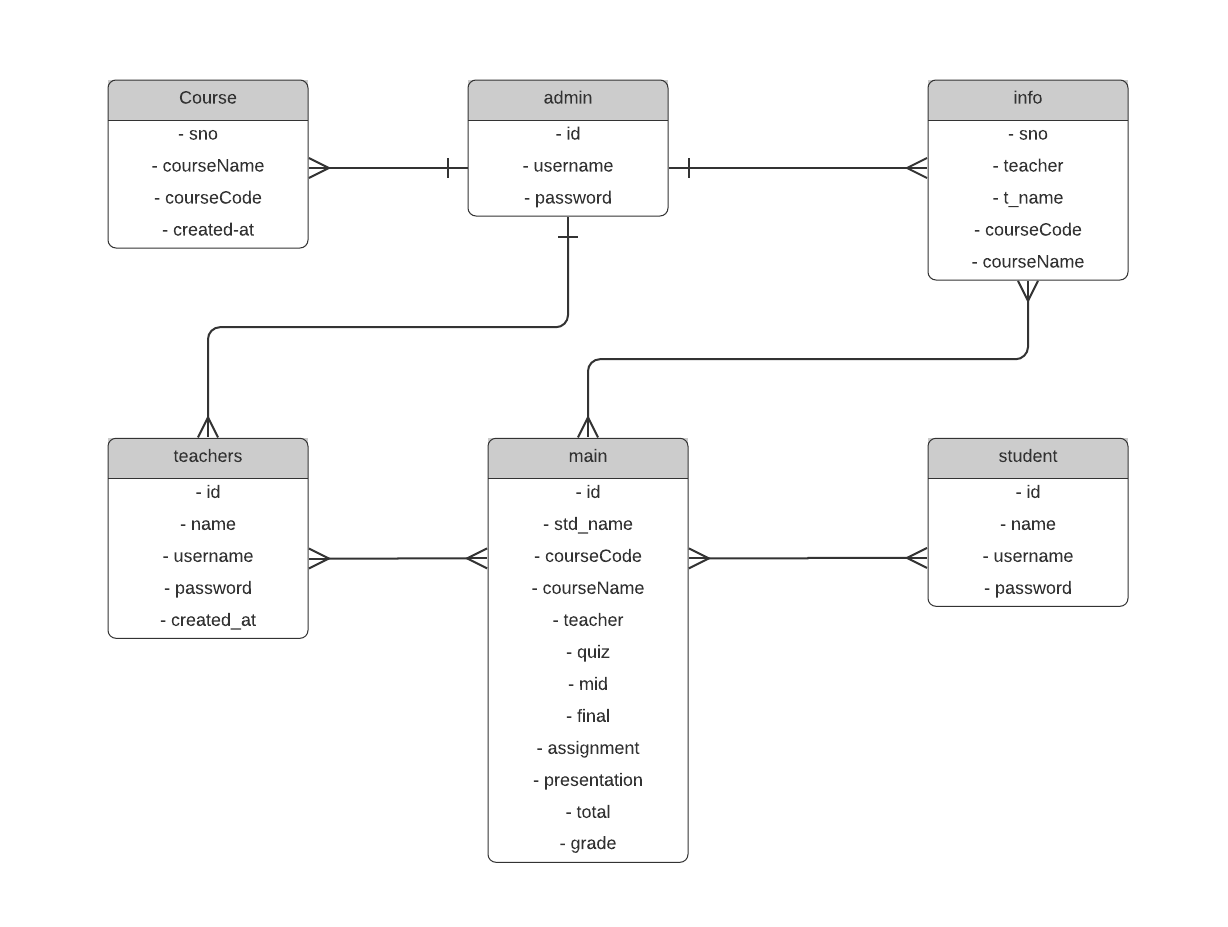 Course
- sno
- courseName
- courseCode
- created-at
admin
- id
- username
- password
info
- sno
- teacher
- t_name
- courseCode
- courseName
teachers
- id
- name
- username
- password
- created_at
main
- id
- std_name
- courseCode
- courseName
- teacher
- quiz
- mid
- final
- assignment
- presentation
- total
- grade
student
- id
- name
- username
- password